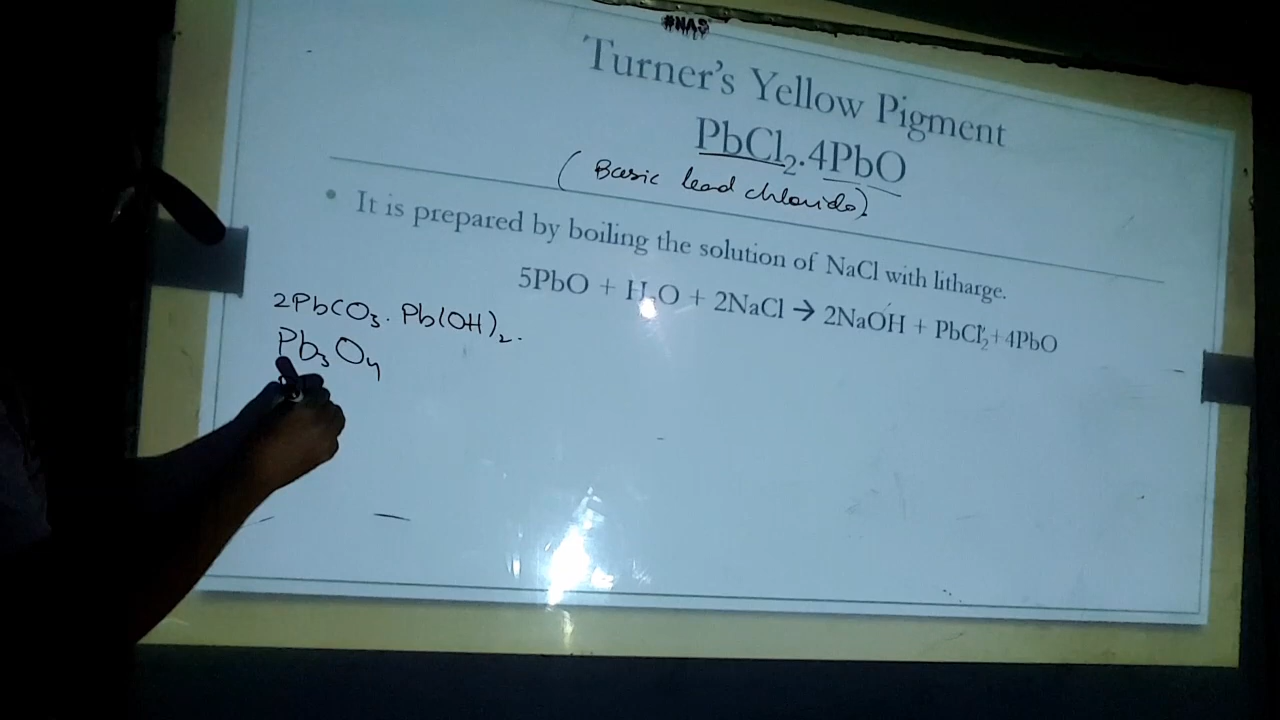 #NAS
Turner's Yellow Pigment
PbCl₂.4PbO
(Basic lead chloride)
• It is prepared by boiling the solution of NaCl with litharge.
5PbO + H₂O + 2NaCl → 2NaOH + PbCl₂+ 4PbO
2PbCO₃. Pb(OH)₂.
Pb₃O₄